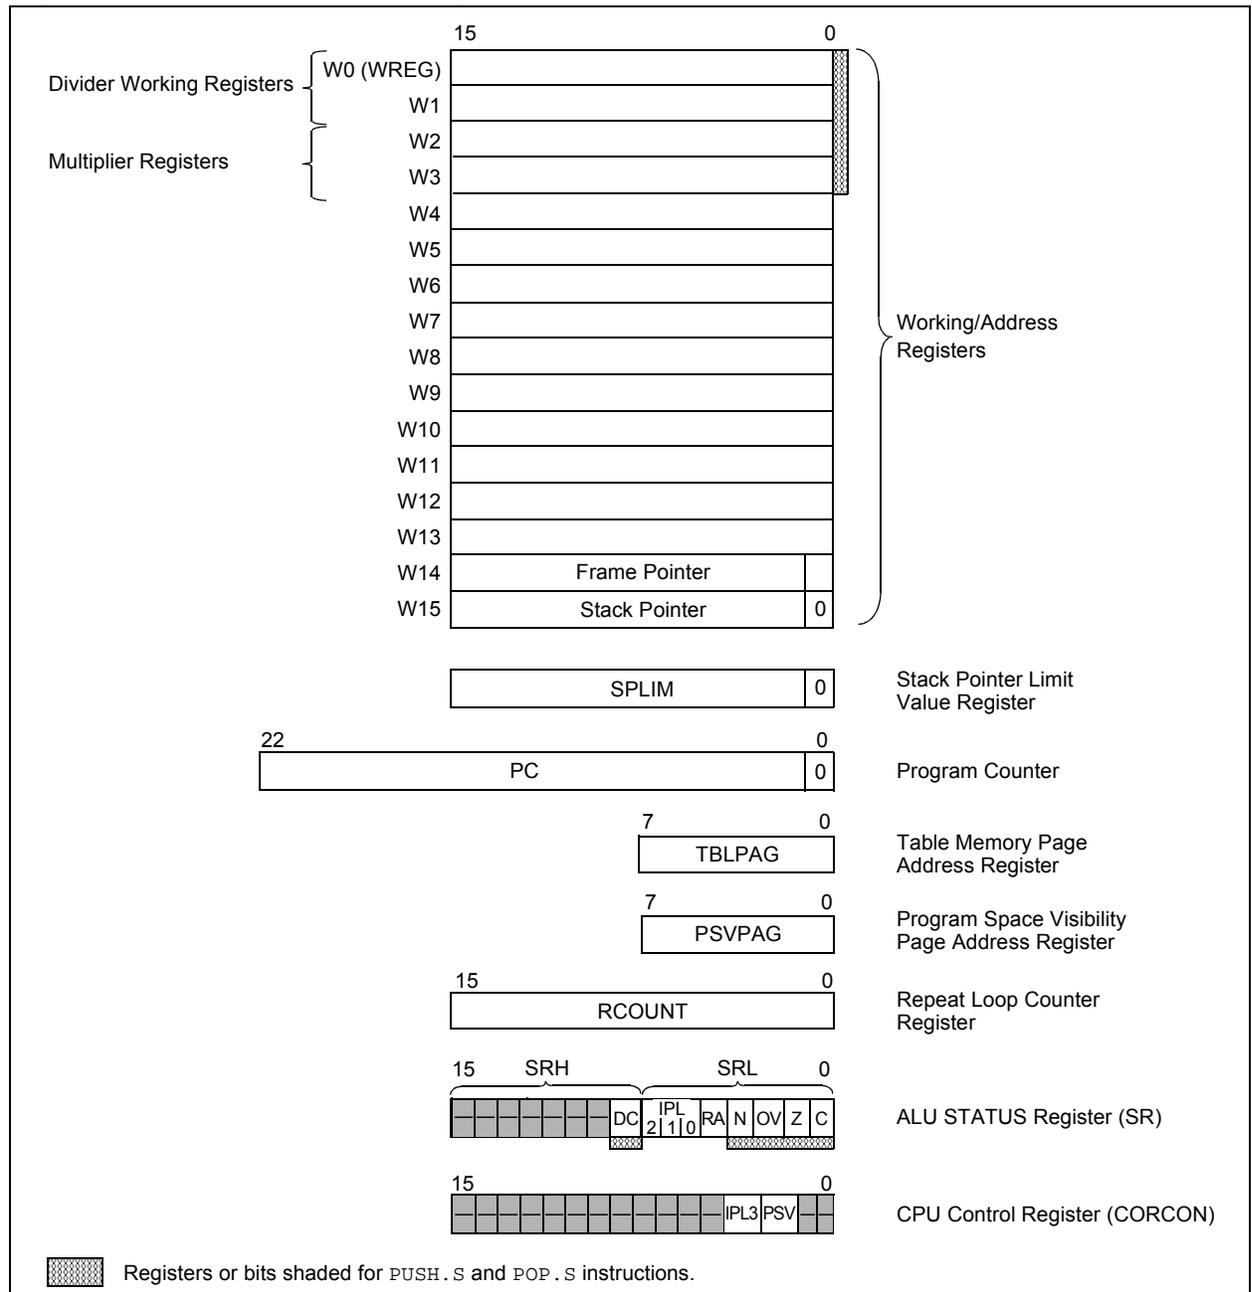 15 0
Divider Working Registers
W0 (WREG)
W1
Multiplier Registers
W2
W3
W4
W5
W6
W7
Working/Address
Registers
W8
W9
W10
W11
W12
W13
W14 Frame Pointer
W15 Stack Pointer 0
SPLIM 0
Stack Pointer Limit
Value Register
22 0
PC 0 Program Counter
7 0
TBLPAG
Table Memory Page
Address Register
7 0
PSVPAG
Program Space Visibility
Page Address Register
15 0
RCOUNT
Repeat Loop Counter
Register
15 SRH SRL 0
— — — — — — — DC IPL 2 1 0 RA N OV Z C ALU STATUS Register (SR)
15 0
— — — — — — — — — — — — IPL3 PSV — — CPU Control Register (CORCON)
Registers or bits shaded for PUSH.S and POP.S instructions.